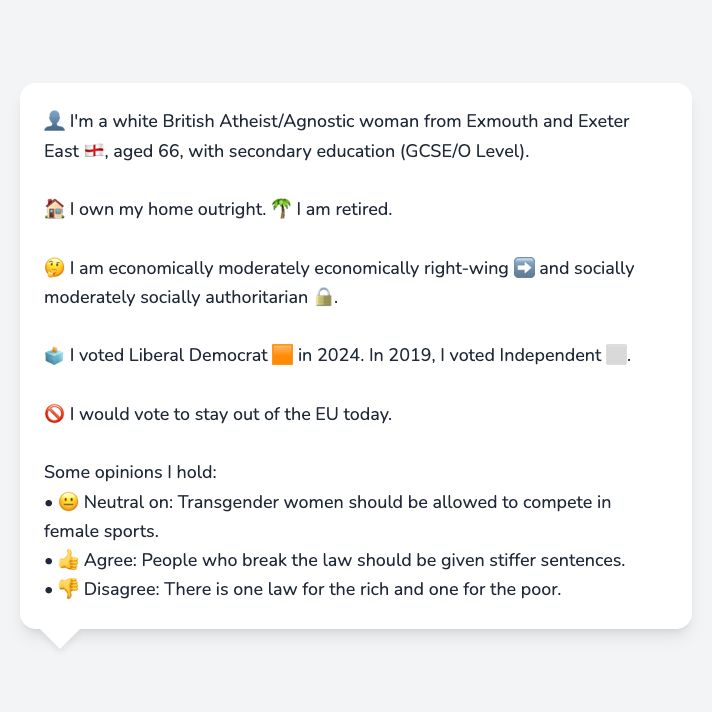 👤 I'm a white British Atheist/Agnostic woman from Exmouth and Exeter
East 🏴󠁧󠁢󠁥󠁮󠁧󠁿, aged 66, with secondary education (GCSE/O Level).
🏠 I own my home outright. 🌴 I am retired.
🤔 I am economically moderately economically right-wing ➡️ and socially
moderately socially authoritarian 🔒.
🗳️ I voted Liberal Democrat 🟧 in 2024. In 2019, I voted Independent ⬜.
🚫 I would vote to stay out of the EU today.
Some opinions I hold:
• 😐 Neutral on: Transgender women should be allowed to compete in
female sports.
• 👍 Agree: People who break the law should be given stiffer sentences.
• 👎 Disagree: There is one law for the rich and one for the poor.